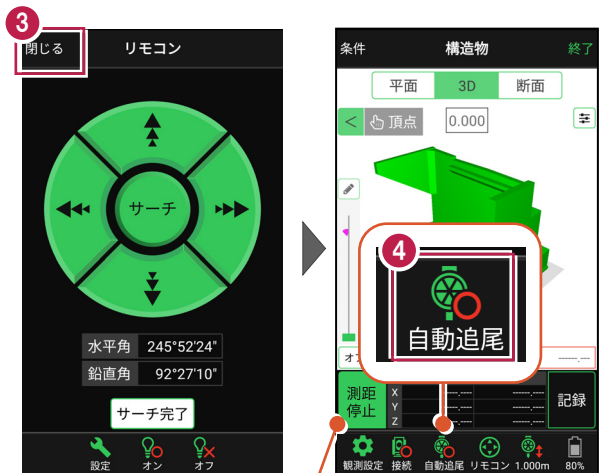 3
閉じる リモコン
サーチ
水平角 245°52'24"
鉛直角 92°27'10"
サーチ完了
設定 オン オフ
条件 構造物 終了
平面 3D 断面
< 頂点 0.000
4
自動追尾
オフ --.---
測距停止
X --.--- --.---
Y --.--- --.---
Z --.--- --.---
記録
観測設定 接続 自動追尾 リモコン 1.000m 80%